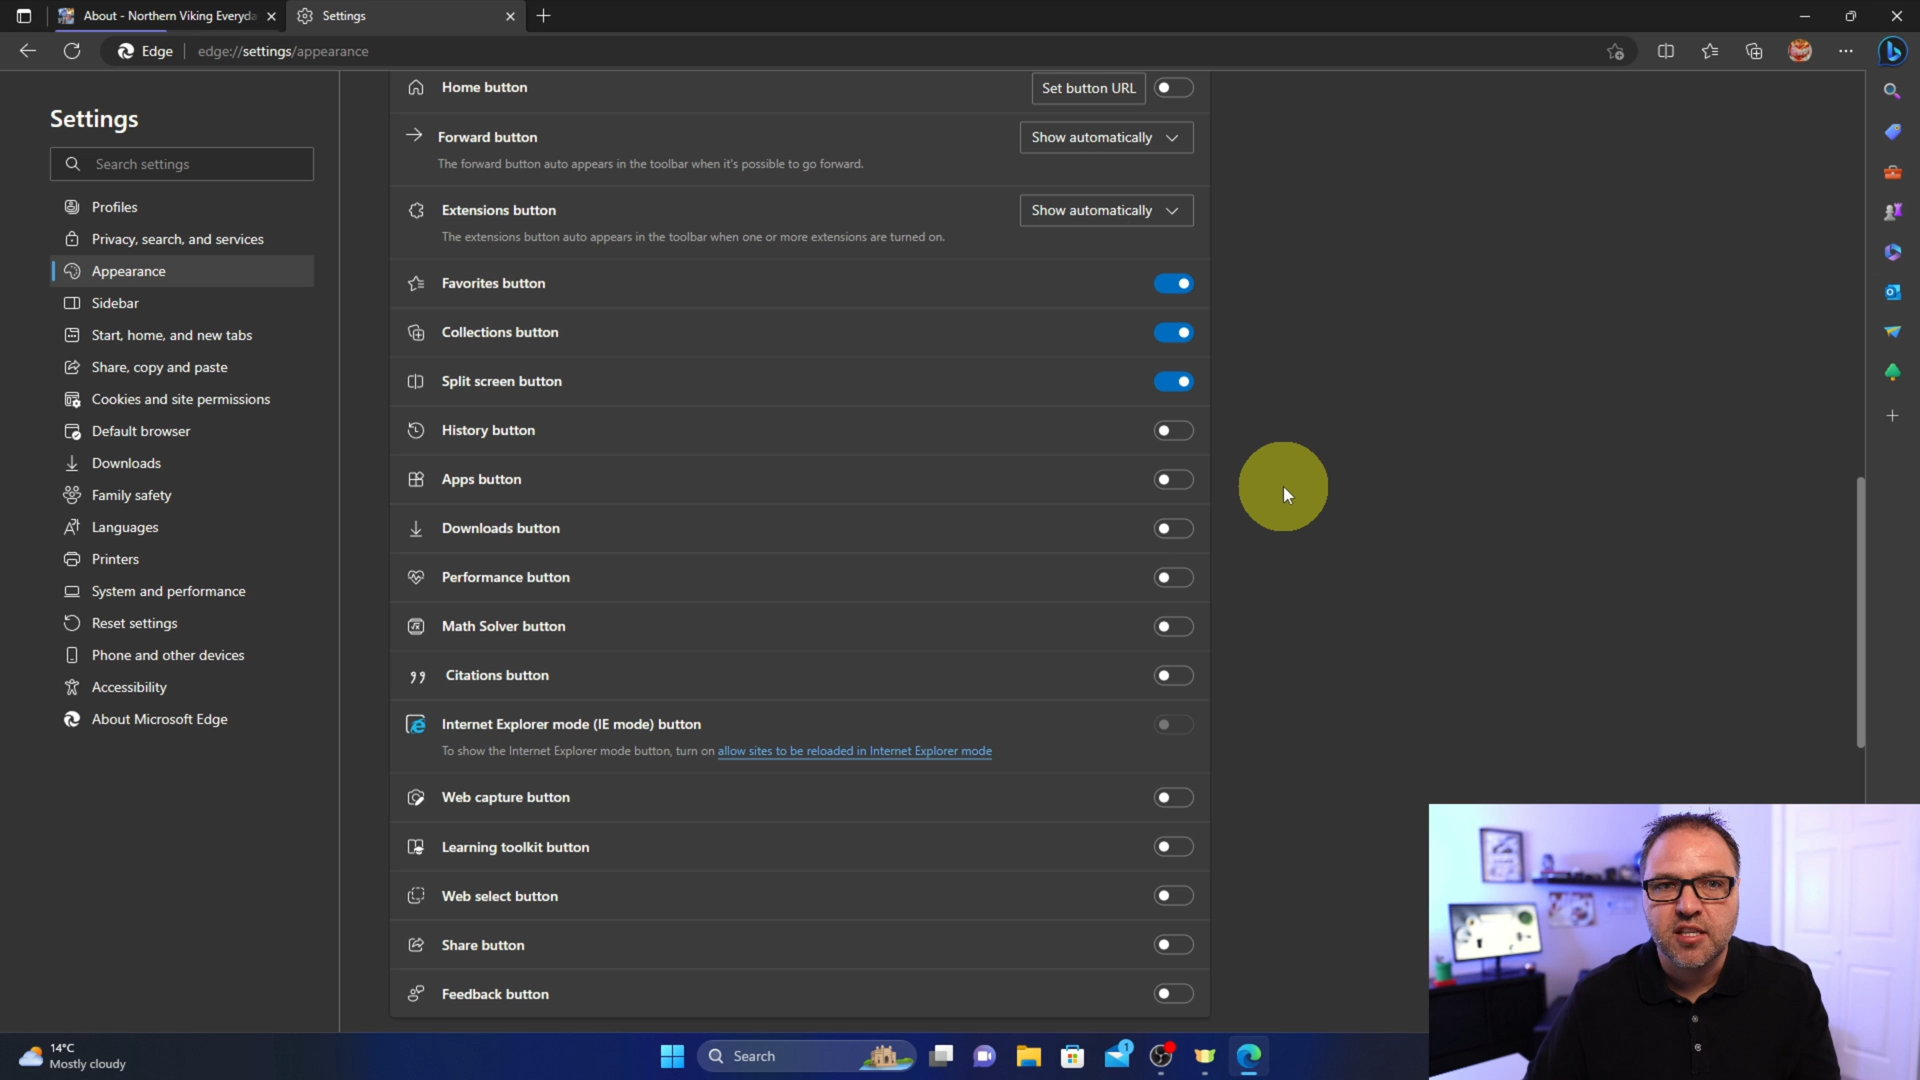 About - Northern Viking Everyda
Settings
Edge
edge://settings/appearance
Settings
Search settings
Profiles
Privacy, search, and services
Appearance
Sidebar
Start, home, and new tabs
Share, copy and paste
Cookies and site permissions
Default browser
Downloads
Family safety
Languages
Printers
System and performance
Reset settings
Phone and other devices
Accessibility
About Microsoft Edge
Home button
Set button URL
Forward button
Show automatically
The forward button auto appears in the toolbar when it's possible to go forward.
Extensions button
Show automatically
The extensions button auto appears in the toolbar when one or more extensions are turned on.
Favorites button
Collections button
Split screen button
History button
Apps button
Downloads button
Performance button
Math Solver button
Citations button
Internet Explorer mode (IE mode) button
To show the Internet Explorer mode button, turn on allow sites to be reloaded in Internet Explorer mode
Web capture button
Learning toolkit button
Web select button
Share button
Feedback button
14°C
Mostly cloudy
Search
1